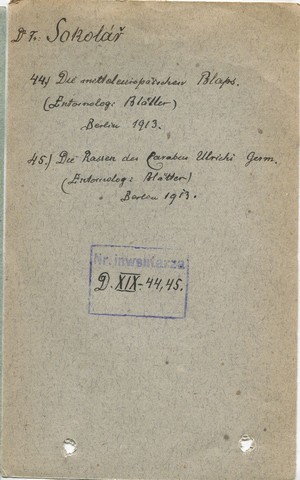 Dr F.: Sokolář
44.) Die mitteleuropäischen Blaps.
(Entomolog: Blätter)
Berlin 1913.
45.) Die Rassen des Carabus Ulrichi Germ.
(Entomolog: Blätter)
Berlin 1913.
Nr. inwentarza
D. XIX-44,45.